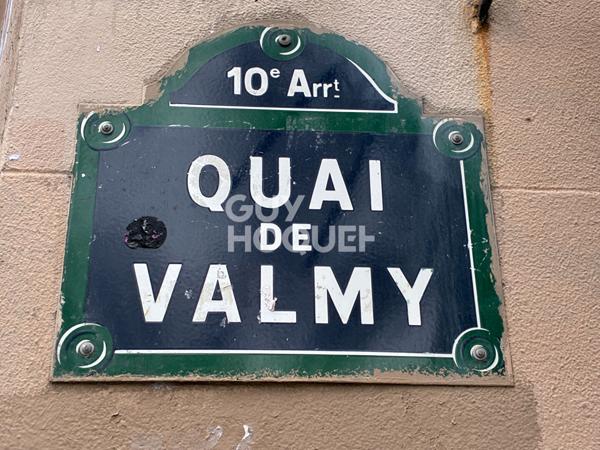 10e Arrt
QUAI
GUY
DE
HOQUET
VALMY